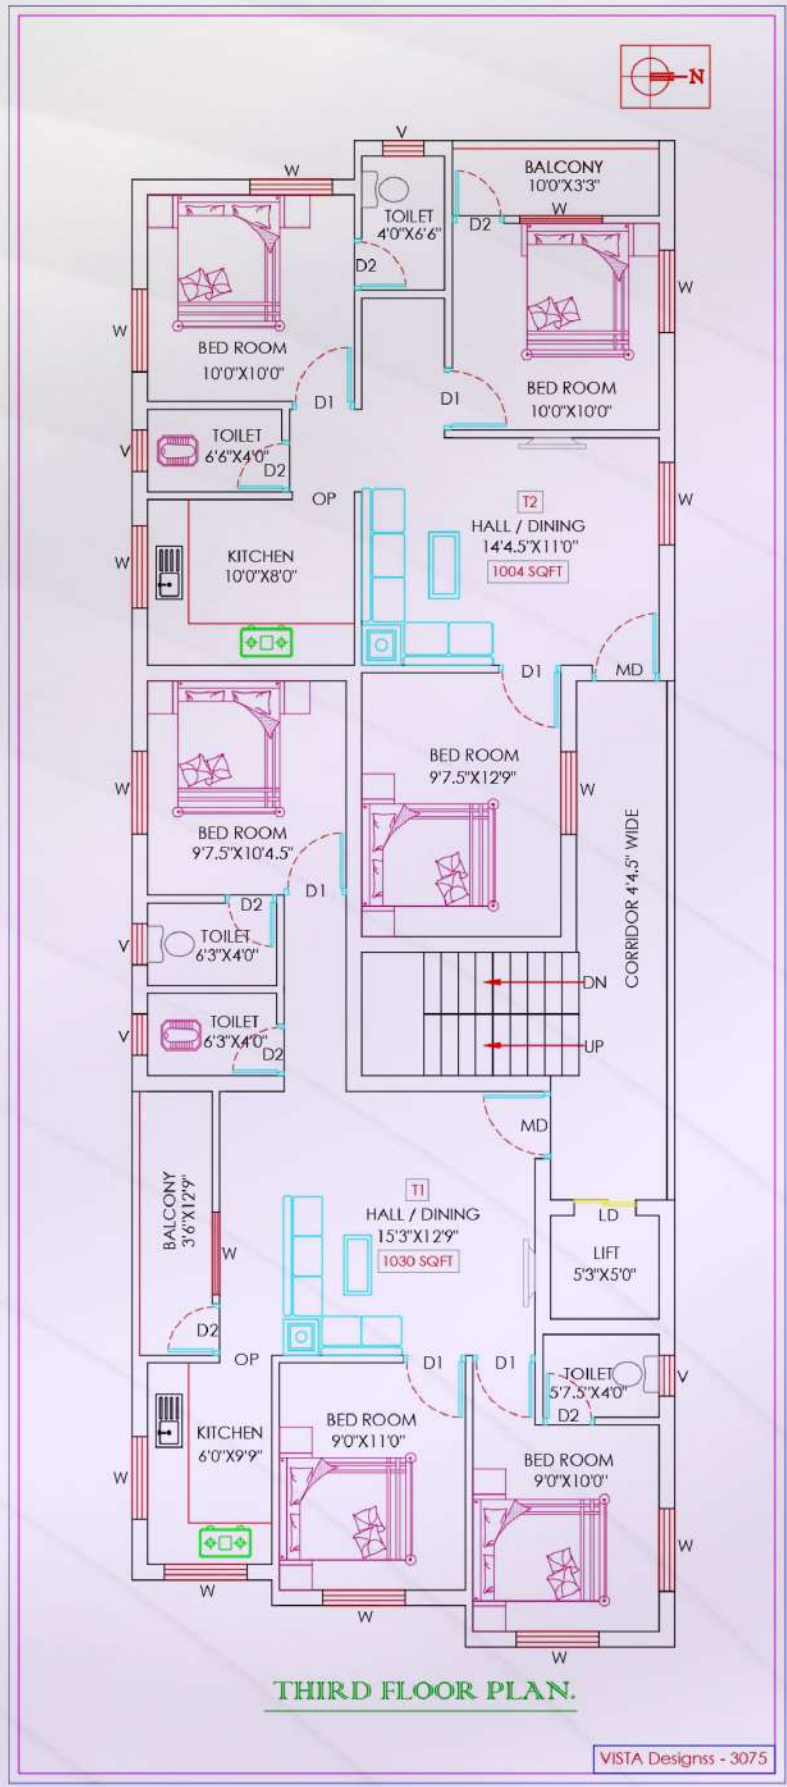 N
V
W
BALCONY
10'0"X3'3"
W
D2
TOILET
4'0"X6'6"
D2
W
W
BED ROOM
10'0"X10'0"
D1
D1
BED ROOM
10'0"X10'0"
V
TOILET
6'6"X4'0"
D2
OP
W
T2
HALL / DINING
14'4.5"X11'0"
1004 SQFT
W
KITCHEN
10'0"X8'0"
D1
MD
W
BED ROOM
9'7.5"X10'4.5"
D1
BED ROOM
9'7.5"X12'9"
W
CORRIDOR 4'4.5" WIDE
D2
V
TOILET
6'3"X4'0"
DN
V
TOILET
6'3"X4'0"
D2
UP
MD
BALCONY
3'6"X12'9"
W
D2
T1
HALL / DINING
15'3"X12'9"
1030 SQFT
LD
LIFT
5'3"X5'0"
OP
D1
D1
TOILET
5'7.5"X4'0"
V
D2
KITCHEN
6'0"X9'9"
W
BED ROOM
9'0"X11'0"
BED ROOM
9'0"X10'0"
W
W
W
W
THIRD FLOOR PLAN.
VISTA Designss - 3075